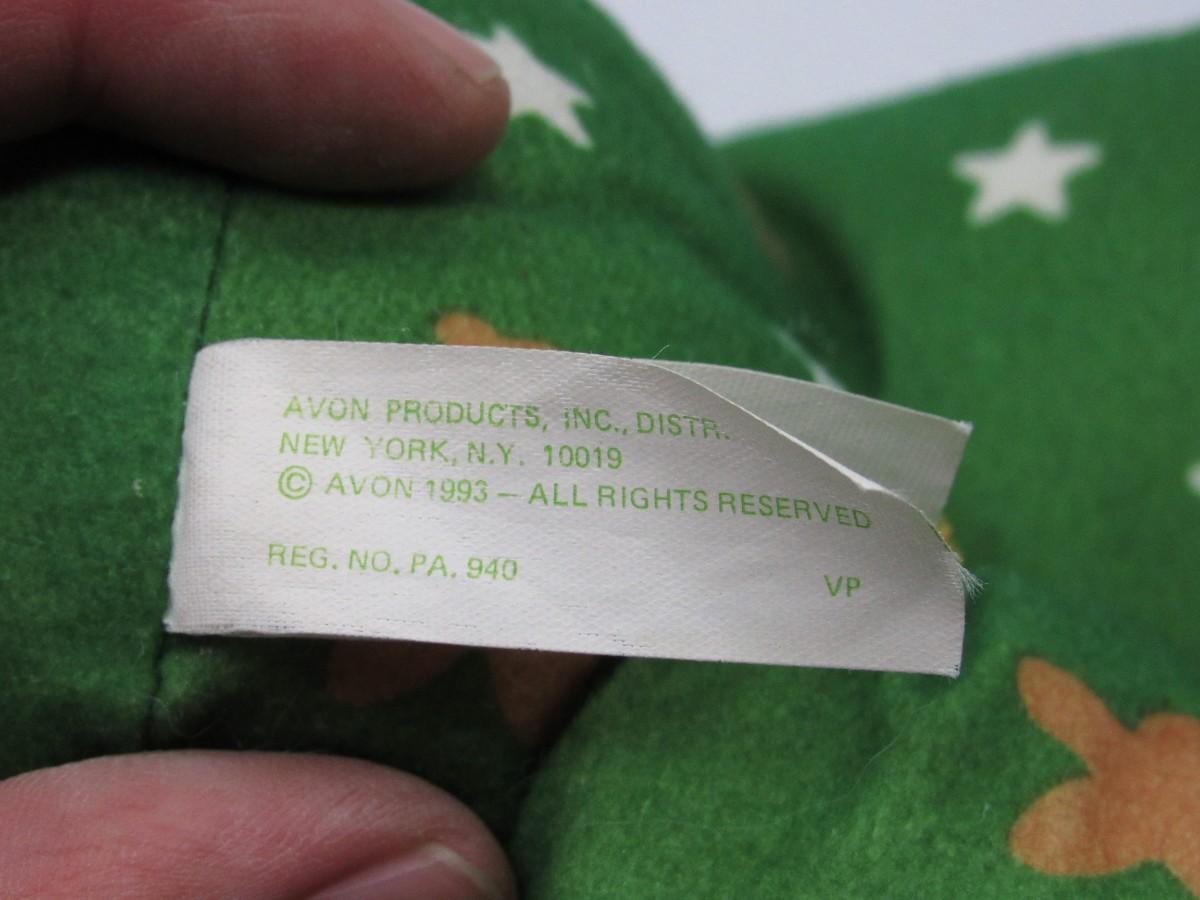 AVON PRODUCTS, INC., DISTR.
NEW YORK, N.Y. 10019
© AVON 1993 – ALL RIGHTS RESERVED
REG. NO. PA. 940
VP